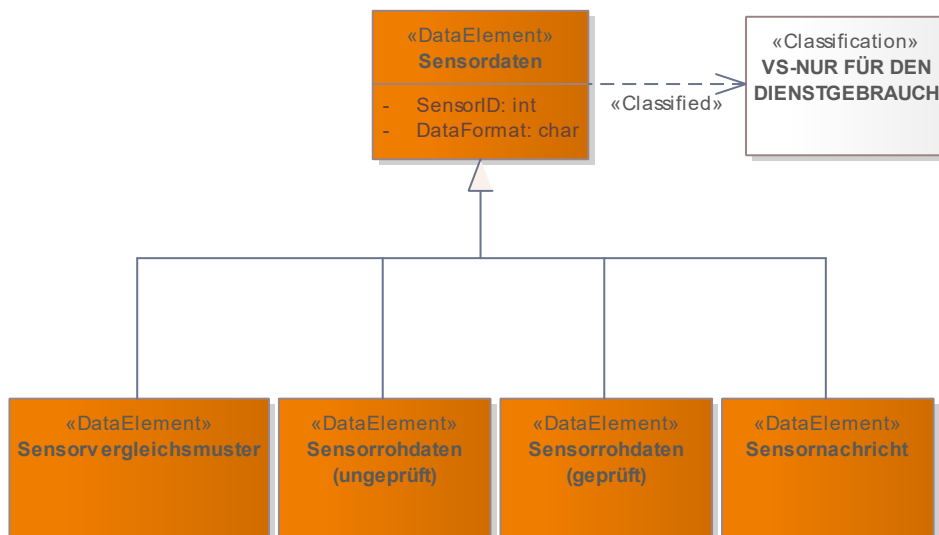 «DataElement»
Sensordaten
- SensorID: int
- DataFormat: char
«Classified»
«Classification»
VS-NUR FÜR DEN
DIENSTGEBRAUCH
«DataElement»
Sensorvergleichsmuster
«DataElement»
Sensorrohdaten
(ungeprüft)
«DataElement»
Sensorrohdaten
(geprüft)
«DataElement»
Sensornachricht